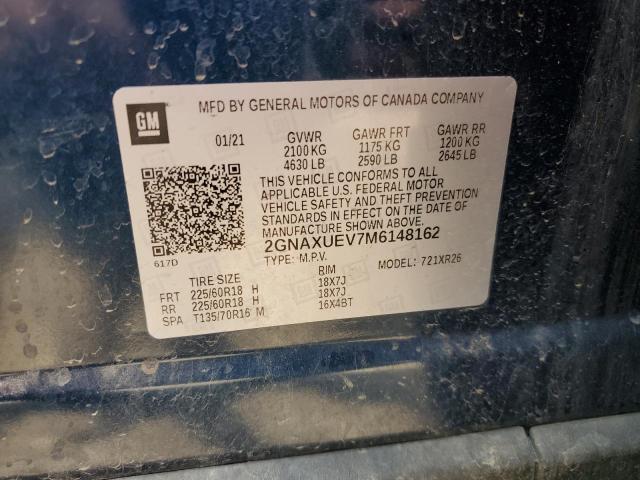 GM
MFD BY GENERAL MOTORS OF CANADA COMPANY
01/21 GVWR GAWR FRT GAWR RR
2100 KG 1175 KG 1200 KG
4630 LB 2590 LB 2645 LB
THIS VEHICLE CONFORMS TO ALL
APPLICABLE U.S. FEDERAL MOTOR
VEHICLE SAFETY AND THEFT PREVENTION
STANDARDS IN EFFECT ON THE DATE OF
MANUFACTURE SHOWN ABOVE.
2GNAXUEV7M6148162
617D
TYPE: M.P.V. MODEL: 721XR26
TIRE SIZE RIM
FRT 225/60R18 H 18X7J
RR 225/60R18 H 18X7J
SPA T135/70R16 M 16X4BT